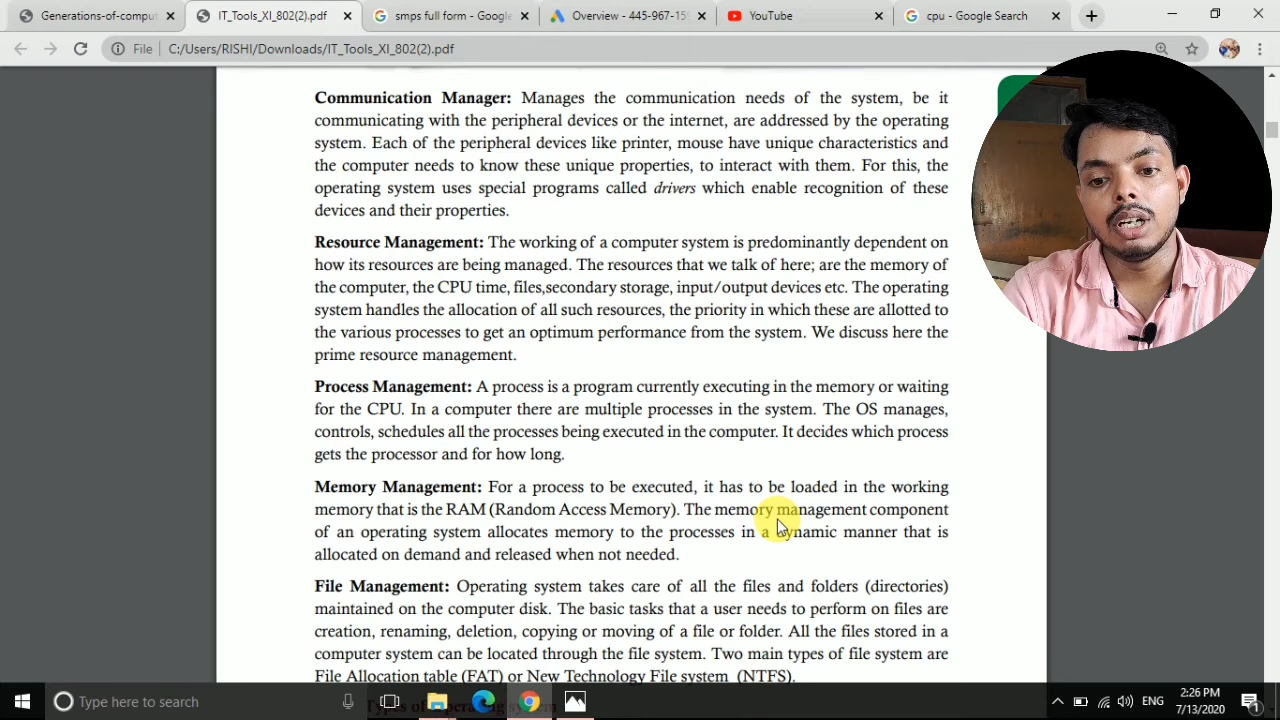 Generations-of-comput
IT_Tools_XI_802(2).pdf
smps full form - Google
Overview - 445-967-15
YouTube
cpu - Google Search
File
C:/Users/RISHI/Downloads/IT_Tools_XI_802(2).pdf
Communication Manager: Manages the communication needs of the system, be it
communicating with the peripheral devices or the internet, are addressed by the operating
system. Each of the peripheral devices like printer, mouse have unique characteristics and
the computer needs to know these unique properties, to interact with them. For this, the
operating system uses special programs called drivers which enable recognition of these
devices and their properties.
Resource Management: The working of a computer system is predominantly dependent on
how its resources are being managed. The resources that we talk of here; are the memory of
the computer, the CPU time, files,secondary storage, input/output devices etc. The operating
system handles the allocation of all such resources, the priority in which these are allotted to
the various processes to get an optimum performance from the system. We discuss here the
prime resource management.
Process Management: A process is a program currently executing in the memory or waiting
for the CPU. In a computer there are multiple processes in the system. The OS manages,
controls, schedules all the processes being executed in the computer. It decides which process
gets the processor and for how long.
Memory Management: For a process to be executed, it has to be loaded in the working
memory that is the RAM (Random Access Memory). The memory management component
of an operating system allocates memory to the processes in a dynamic manner that is
allocated on demand and released when not needed.
File Management: Operating system takes care of all the files and folders (directories)
maintained on the computer disk. The basic tasks that a user needs to perform on files are
creation, renaming, deletion, copying or moving of a file or folder. All the files stored in a
computer system can be located through the file system. Two main types of file system are
File Allocation table (FAT) or New Technology File system (NTFS).
Types of Operating system
Type here to search
ENG
2:26 PM
7/13/2020
1